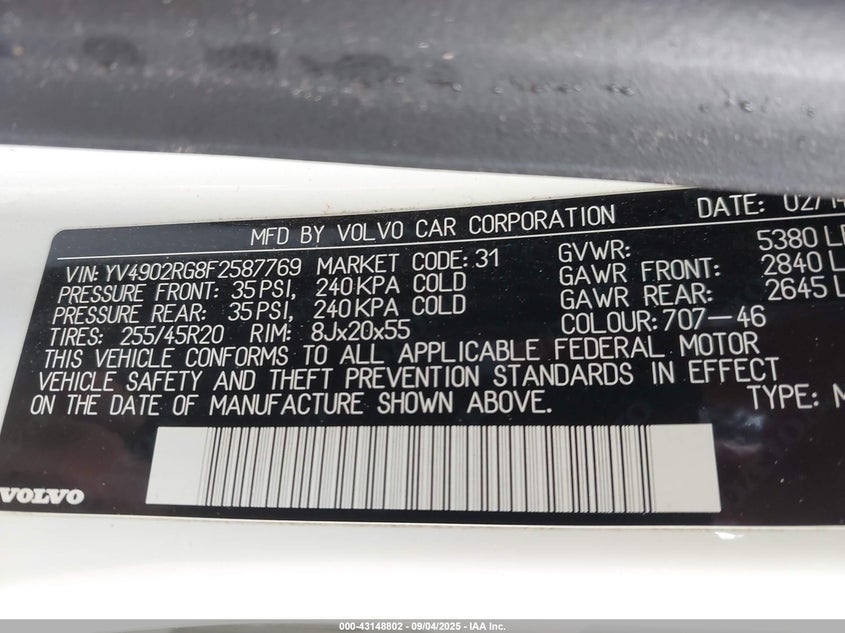 MFD BY VOLVO CAR CORPORATION DATE:
VIN: YV4902RG8F2587769 MARKET CODE: 31 GVWR: 5380
PRESSURE FRONT: 35 PSI, 240 KPA COLD GAWR FRONT: 2840
PRESSURE REAR: 35 PSI, 240 KPA COLD GAWR REAR: 2645
TIRES: 255/45R20 RIM: 8Jx20x55 COLOUR: 707-46
THIS VEHICLE CONFORMS TO ALL APPLICABLE FEDERAL MOTOR
VEHICLE SAFETY AND THEFT PREVENTION STANDARDS IN EFFECT
ON THE DATE OF MANUFACTURE SHOWN ABOVE. TYPE:
VOLVO
000-43148802 - 09/04/2025 - IAA Inc.